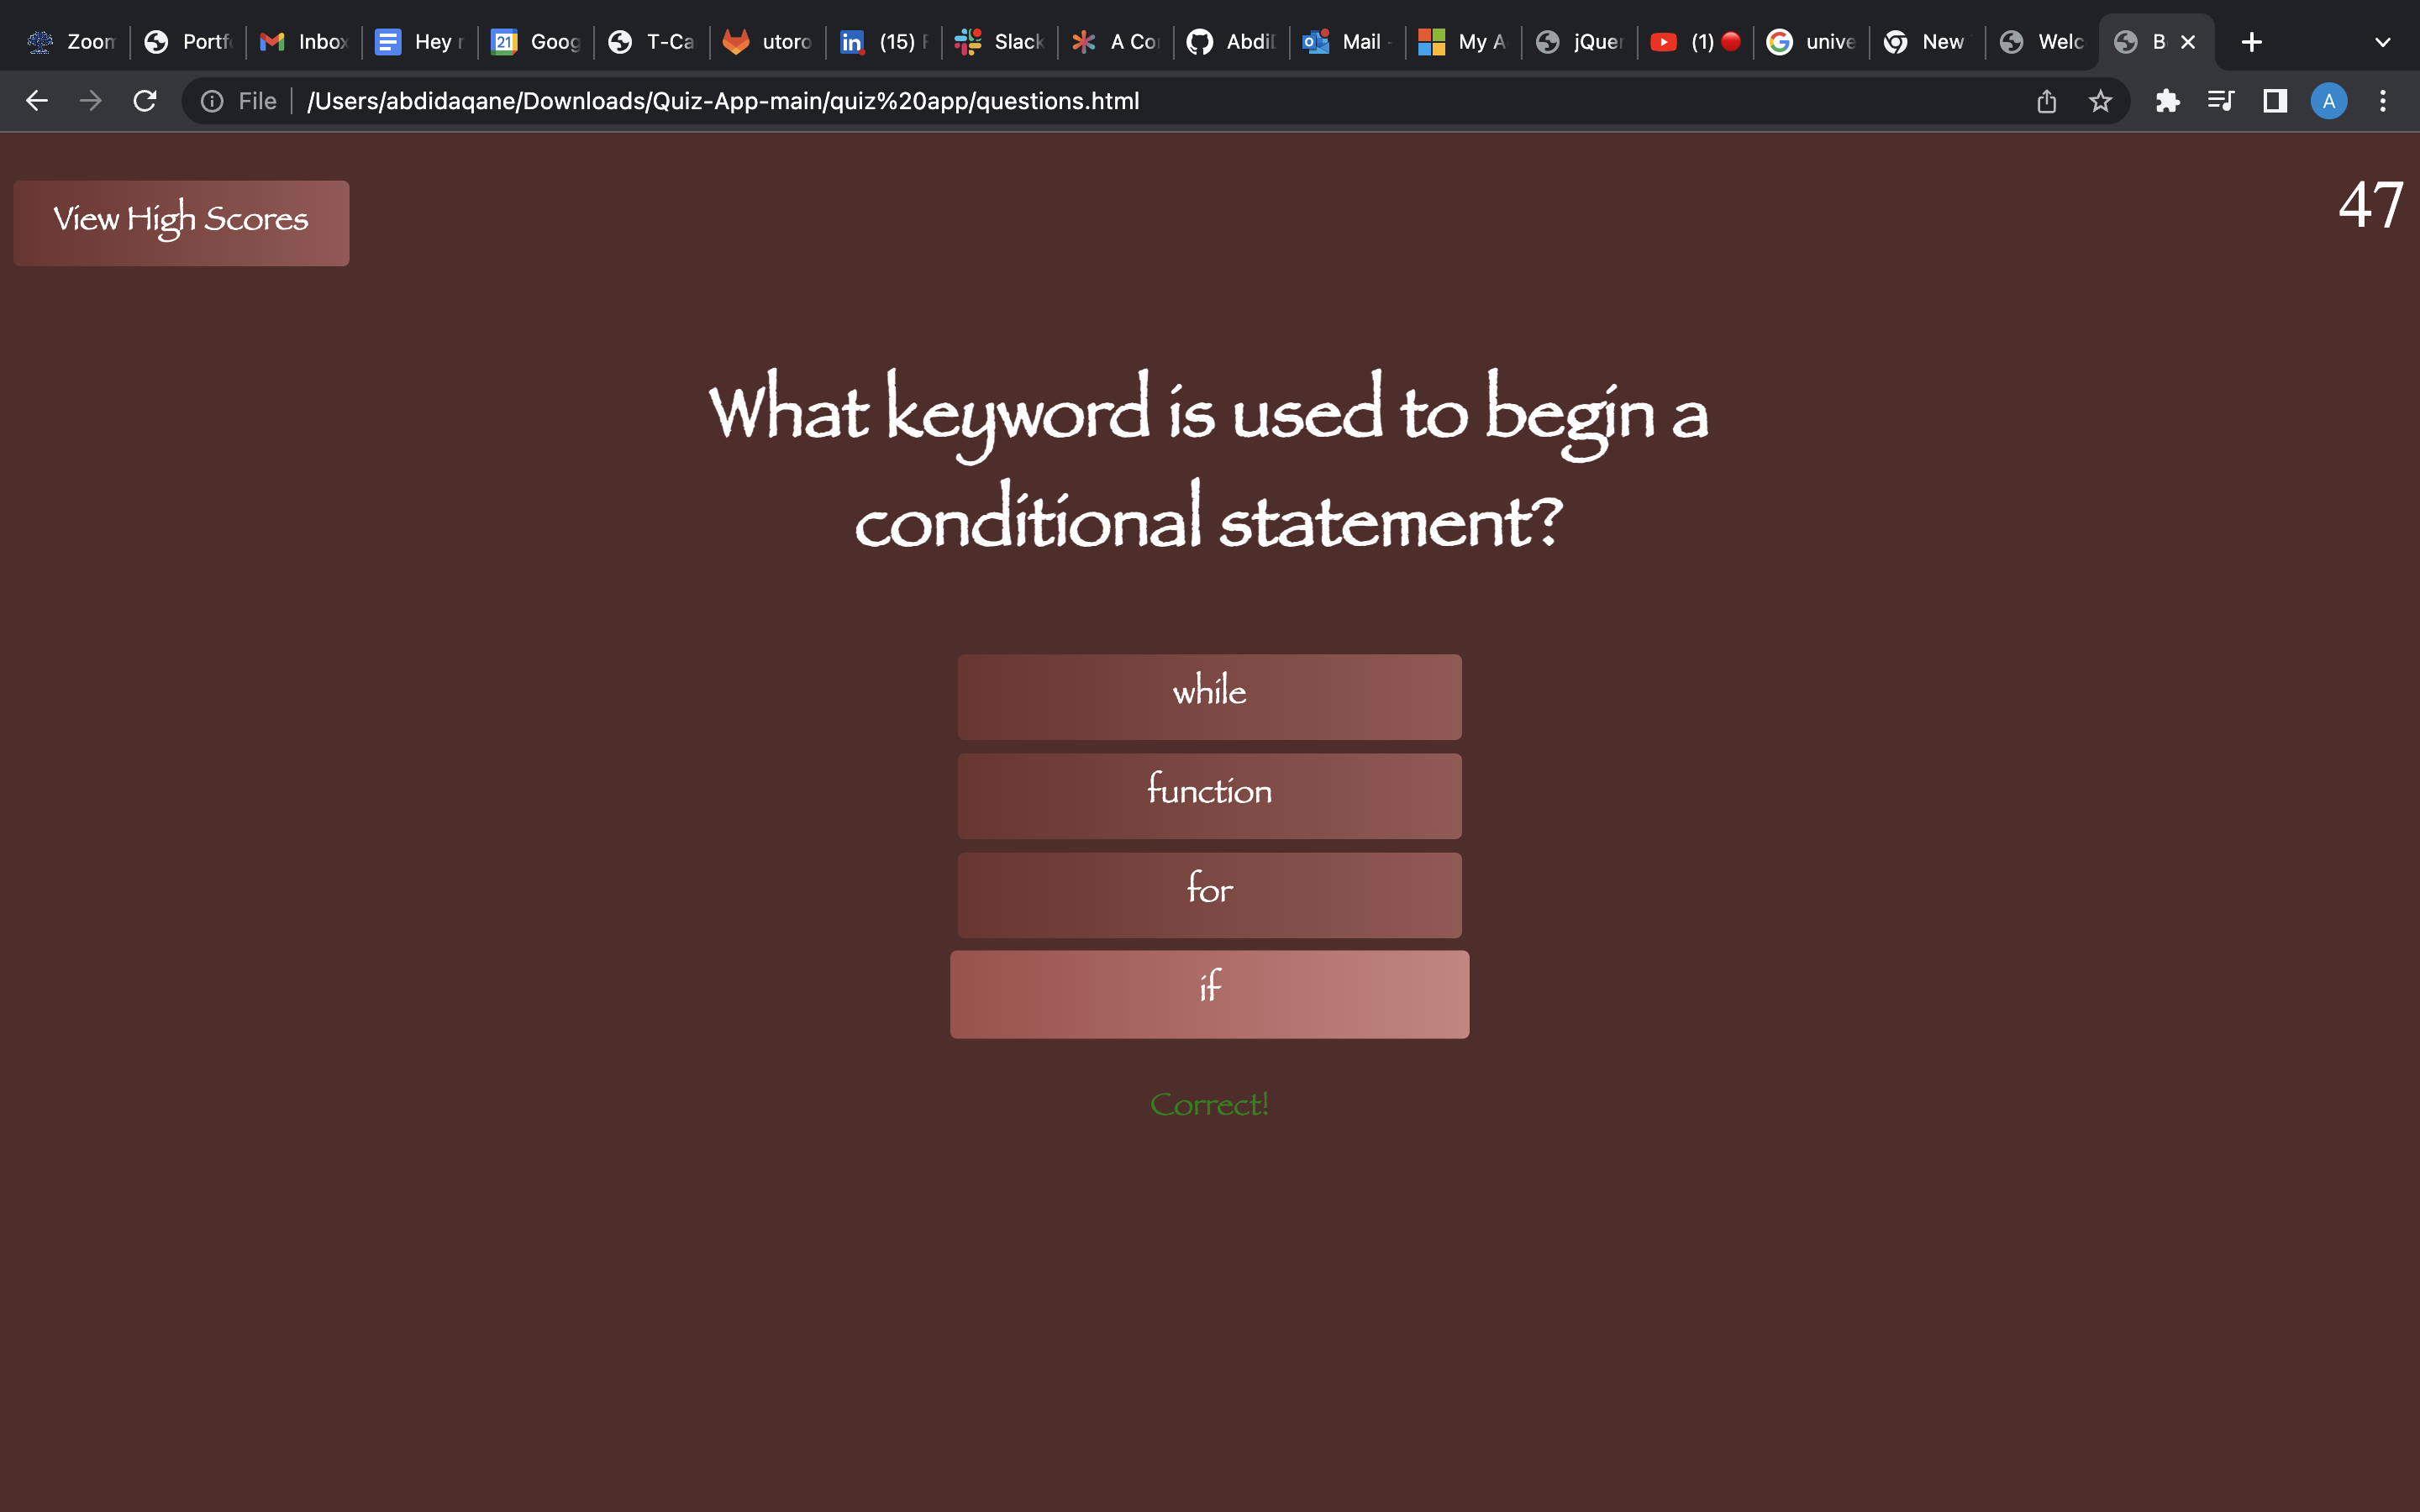 Zoom Portf Inbox Hey Goog T-Ca utoro (15) Slack A Co Abdi Mail - My A jQuer (1) unive New Welc B
File /Users/abdidaqane/Downloads/Quiz-App-main/quiz%20app/questions.html A
View High Scores
47
What keyword is used to begin a
conditional statement?
while
function
for
if
Correct!